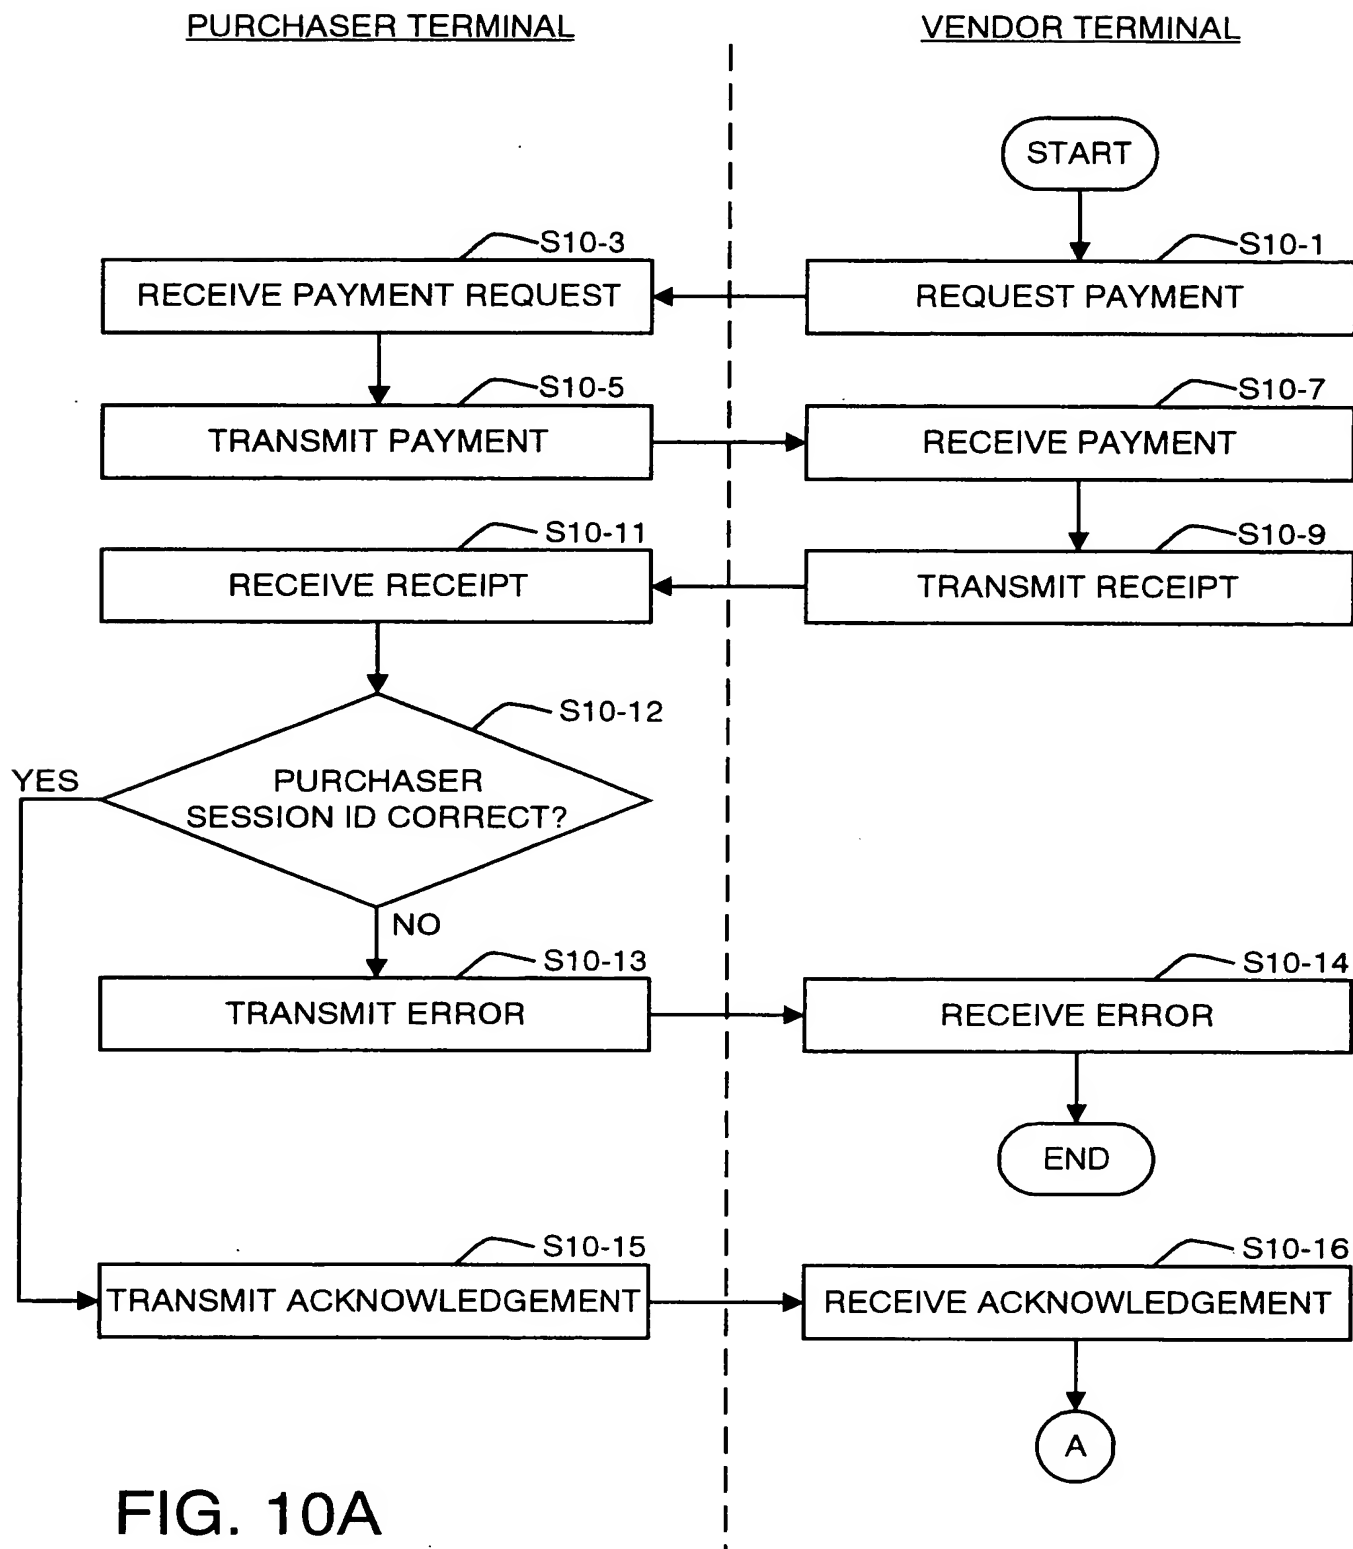 PURCHASER TERMINAL
VENDOR TERMINAL
START
S10-3
S10-1
RECEIVE PAYMENT REQUEST
REQUEST PAYMENT
S10-5
S10-7
TRANSMIT PAYMENT
RECEIVE PAYMENT
S10-11
S10-9
RECEIVE RECEIPT
TRANSMIT RECEIPT
S10-12
YES
PURCHASER
SESSION ID CORRECT?
NO
S10-13
S10-14
TRANSMIT ERROR
RECEIVE ERROR
END
S10-15
S10-16
TRANSMIT ACKNOWLEDGEMENT
RECEIVE ACKNOWLEDGEMENT
A
FIG. 10A